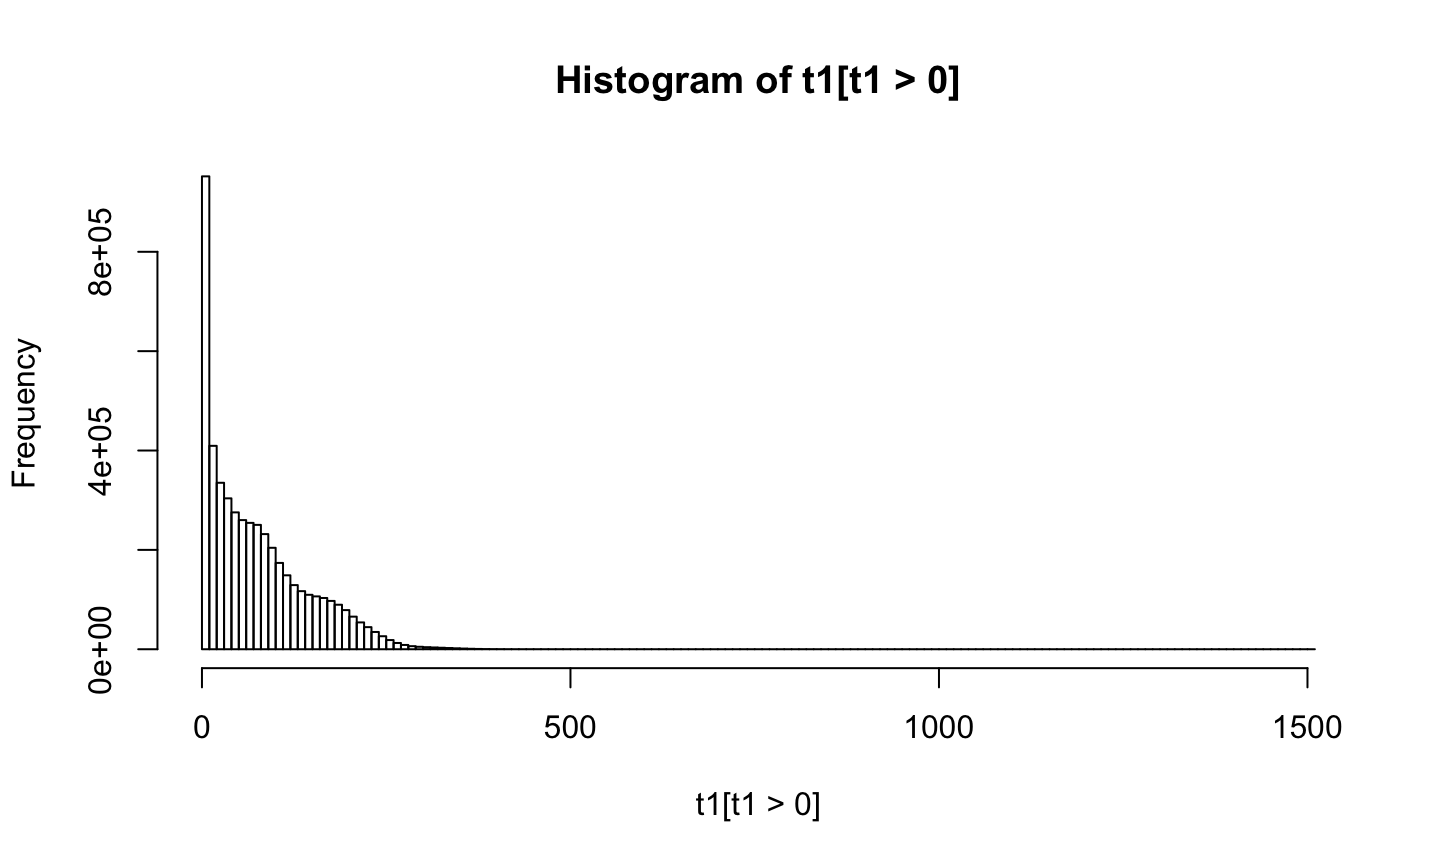 Histogram of t1[t1 > 0]
Frequency
8e+05
4e+05
0e+00
0 500 1000 1500
t1[t1 > 0]